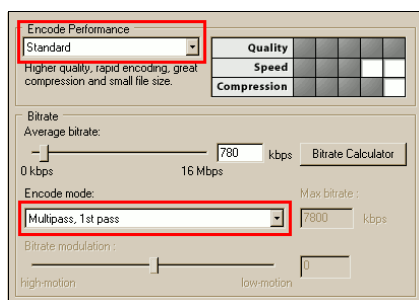 Encode Performance
Standard
Higher quality, rapid encoding, great
compression and small file size.
Quality
Speed
Compression
Bitrate
Average bitrate:
780 kbps Bitrate Calculator
0 kbps 16 Mbps
Encode mode: Max bitrate :
Multipass, 1st pass 7800 kbps
Bitrate modulation :
0
high-motion low-motion